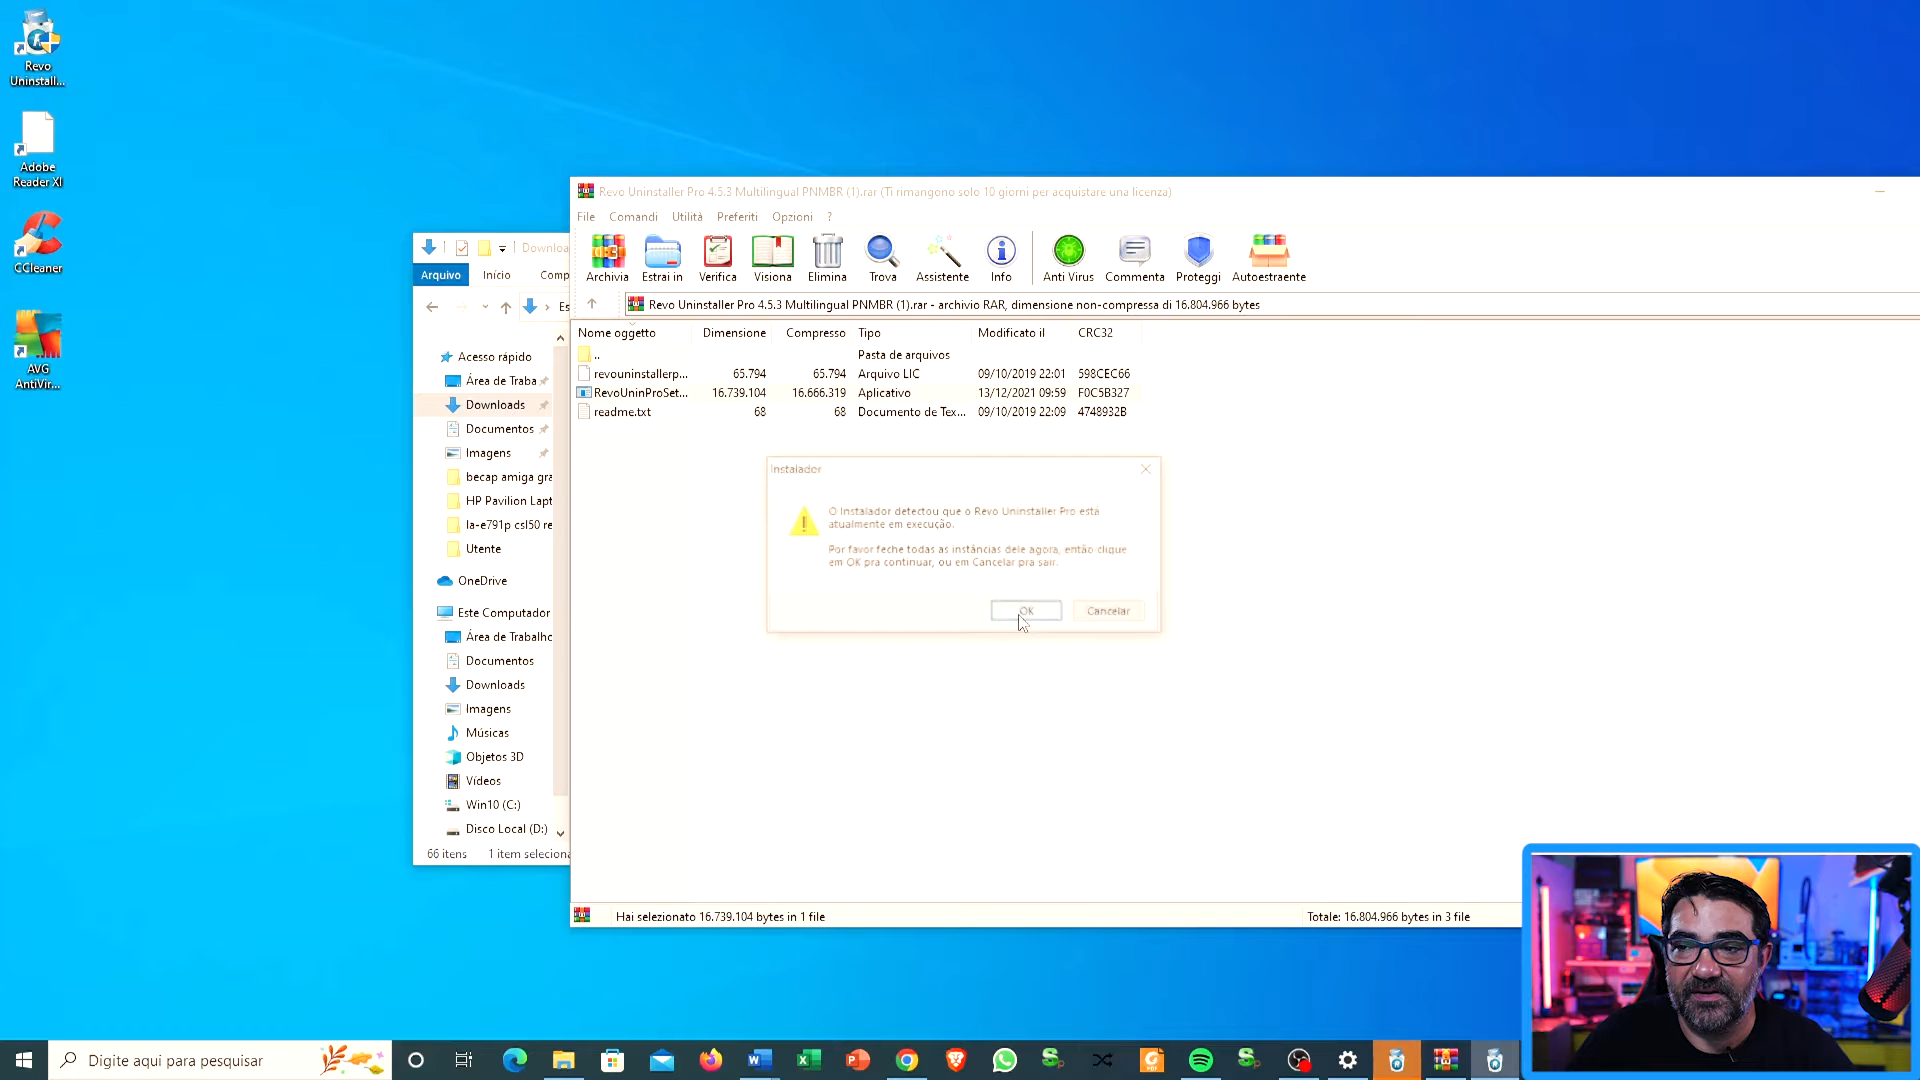 Revo
Uninstall...
Adobe
Reader XI
CCleaner
AVG
AntiVir...
Downloa
Arquivo
Início
Comp
Es
Acesso rápido
Área de Traba
Downloads
Documentos
Imagens
becap amiga gra
HP Pavilion Lapt
la-e791p csl50 re
Utente
OneDrive
Este Computador
Área de Trabalho
Documentos
Downloads
Imagens
Músicas
Objetos 3D
Vídeos
Win10 (C:)
Disco Local (D:)
66 itens 1 item seleciona
Revo Uninstaller Pro 4.5.3 Multilingual PNMBR (1).rar (Ti rimangono solo 10 giorni per acquistare una licenza)
File Comandi Utilità Preferiti Opzioni ?
Archivia Estrai in Verifica Visiona Elimina Trova Assistente Info Anti Virus Commenta Proteggi Autoestraente
Revo Uninstaller Pro 4.5.3 Multilingual PNMBR (1).rar - archivio RAR, dimensione non-compressa di 16.804.966 bytes
Nome oggetto Dimensione Compresso Tipo Modificato il CRC32
.. Pasta de arquivos
revouninstallerp... 65.794 65.794 Arquivo LIC 09/10/2019 22:01 598CEC66
RevoUninProSet... 16.739.104 16.666.319 Aplicativo 13/12/2021 09:59 F0C5B327
readme.txt 68 68 Documento de Tex... 09/10/2019 22:09 4748932B
Instalador
O Instalador detectou que o Revo Uninstaller Pro está
atualmente em execução.
Por favor feche todas as instâncias dele agora, então clique
em OK pra continuar, ou em Cancelar pra sair.
OK Cancelar
Hai selezionato 16.739.104 bytes in 1 file
Totale: 16.804.966 bytes in 3 file
Digite aqui para pesquisar